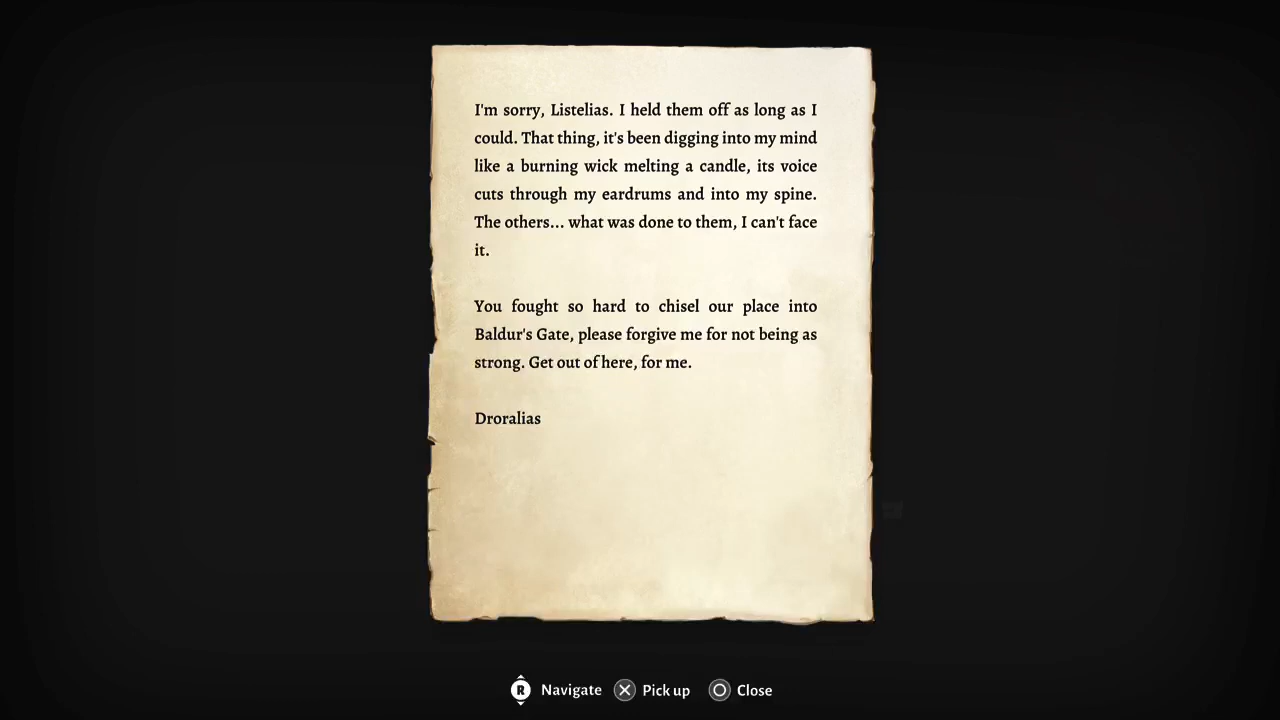 I'm sorry, Listelias. I held them off as long as I
could. That thing, it's been digging into my mind
like a burning wick melting a candle, its voice
cuts through my eardrums and into my spine.
The others... what was done to them, I can't face
it.
You fought so hard to chisel our place into
Baldur's Gate, please forgive me for not being as
strong. Get out of here, for me.
Droralias
R Navigate Pick up Close